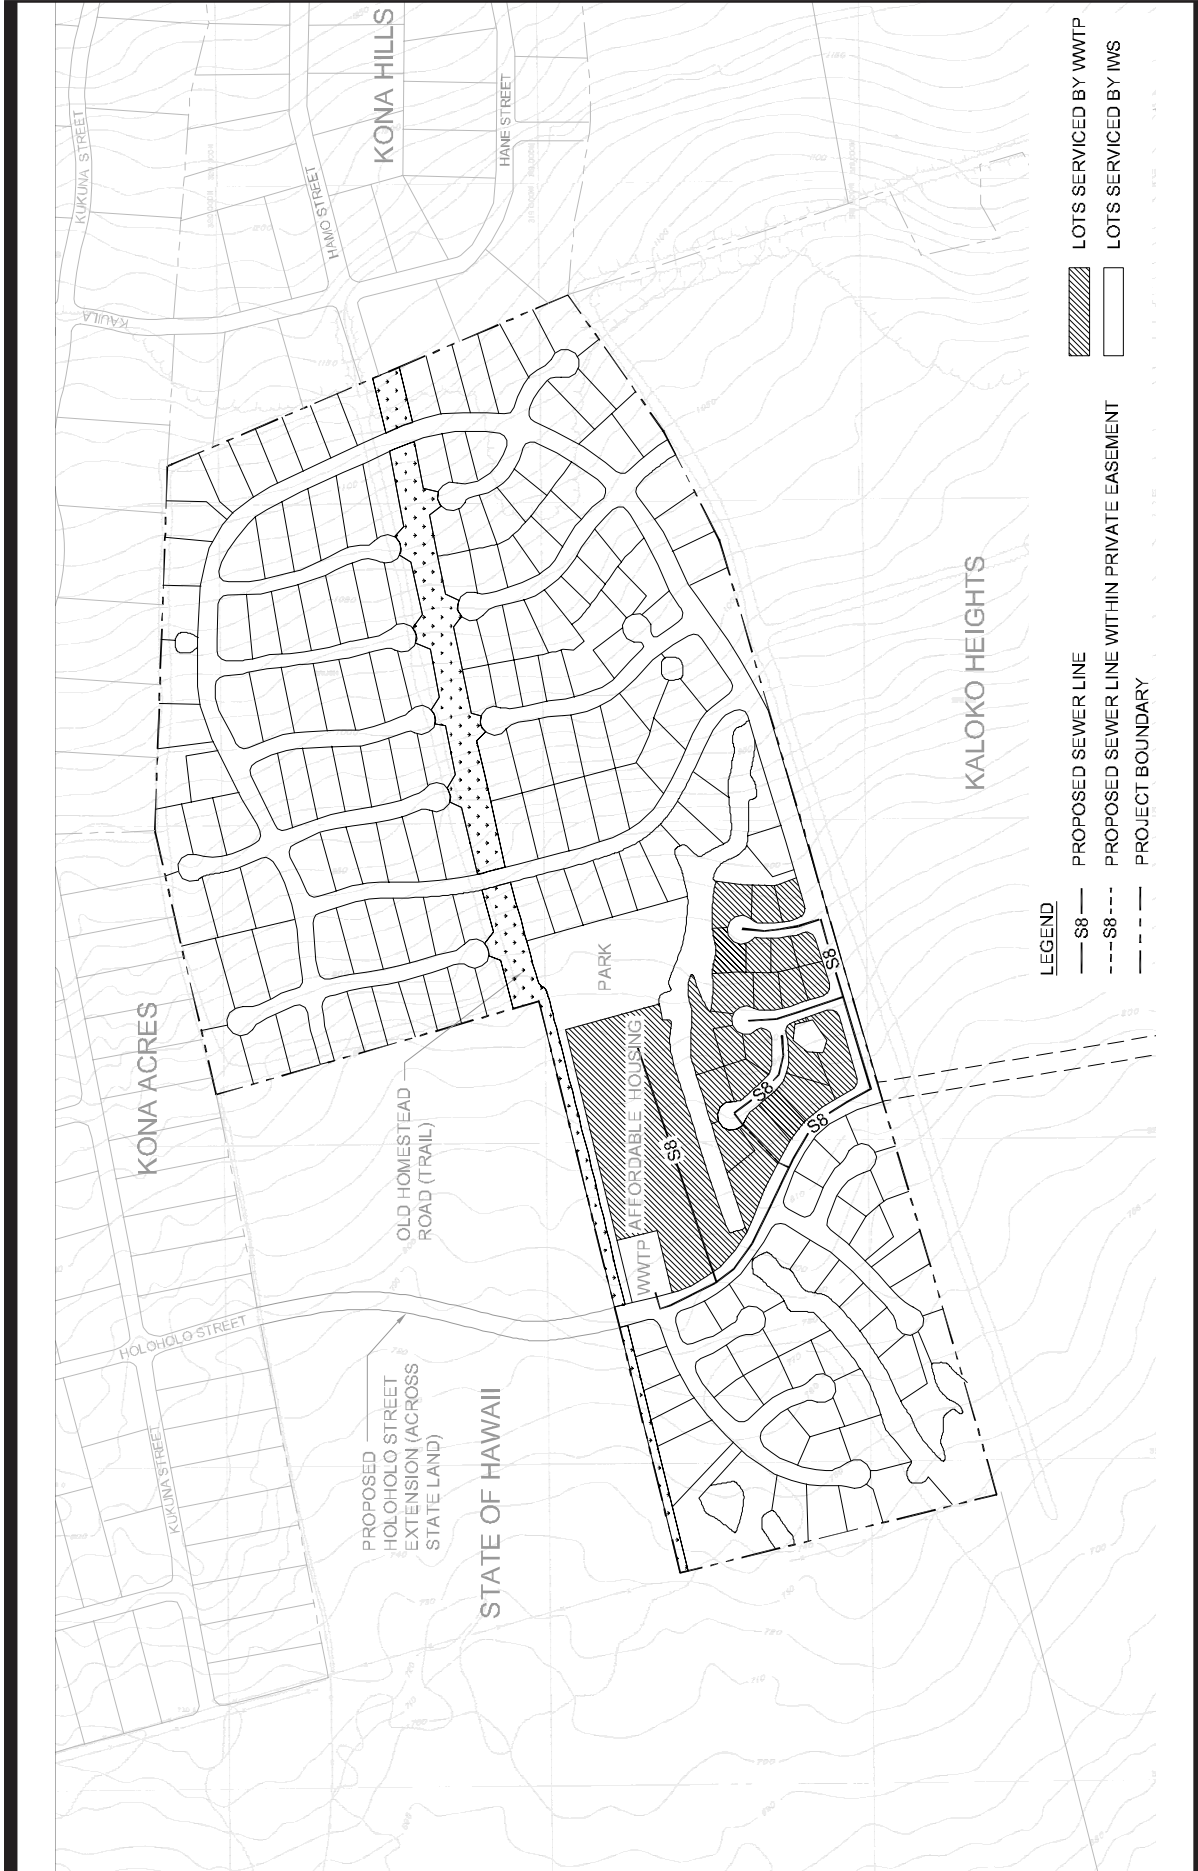 KUKUNA STREET
KAUILA
HAMO STREET
KONA HILLS
HANE STREET
KONA ACRES
HOLOHOLO STREET
KUKUNA STREET
OLD HOMESTEAD
ROAD (TRAIL)
PROPOSED
HOLOHOLO STREET
EXTENSION (ACROSS
STATE LAND)
STATE OF HAWAII
PARK
WWTP
AFFORDABLE HOUSING
S8
S8
S8
S8
KALOKO HEIGHTS
LEGEND
S8 PROPOSED SEWER LINE
S8 PROPOSED SEWER LINE WITHIN PRIVATE EASEMENT
PROJECT BOUNDARY
LOTS SERVICED BY WWTP
LOTS SERVICED BY IWS